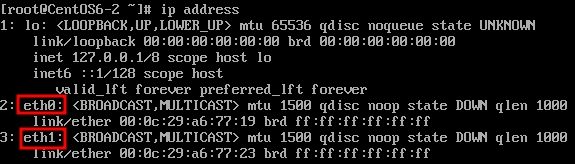 [root@CentOS6-2 ~]# ip address
1: lo: <LOOPBACK,UP,LOWER_UP> mtu 65536 qdisc noqueue state UNKNOWN
link/loopback 00:00:00:00:00:00 brd 00:00:00:00:00:00
inet 127.0.0.1/8 scope host lo
inet6 ::1/128 scope host
valid_lft forever preferred_lft forever
2: eth0: <BROADCAST,MULTICAST> mtu 1500 qdisc noop state DOWN qlen 1000
link/ether 00:0c:29:a6:77:19 brd ff:ff:ff:ff:ff:ff
3: eth1: <BROADCAST,MULTICAST> mtu 1500 qdisc noop state DOWN qlen 1000
link/ether 00:0c:29:a6:77:23 brd ff:ff:ff:ff:ff:ff